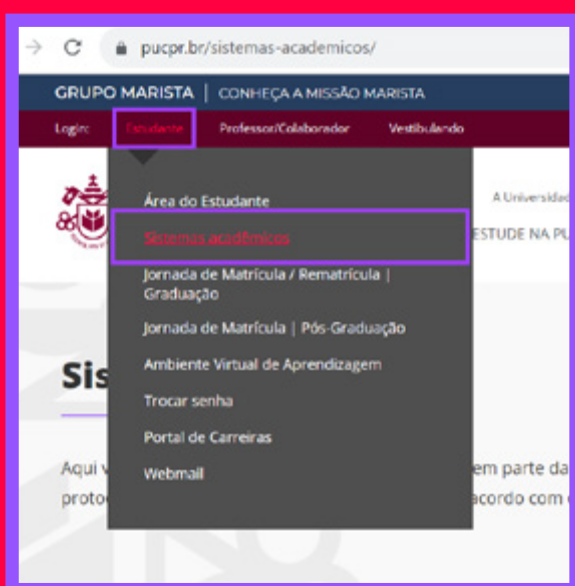 pucpr.br/sistemas-academicos/
GRUPO MARISTA | CONHEÇA A MISSÃO MARISTA
Login: Estudante Professor/Colaborador Vestibulando
Área do Estudante
A Universidad
Sistemas acadêmicos
ESTUDE NA PU
Jornada de Matrícula / Rematrícula |
Graduação
Jornada de Matrícula | Pós-Graduação
Ambiente Virtual de Aprendizagem
Sis
Trocar senha
Portal de Carreiras
Aqui v
Webmail
em parte da
proto
acordo com